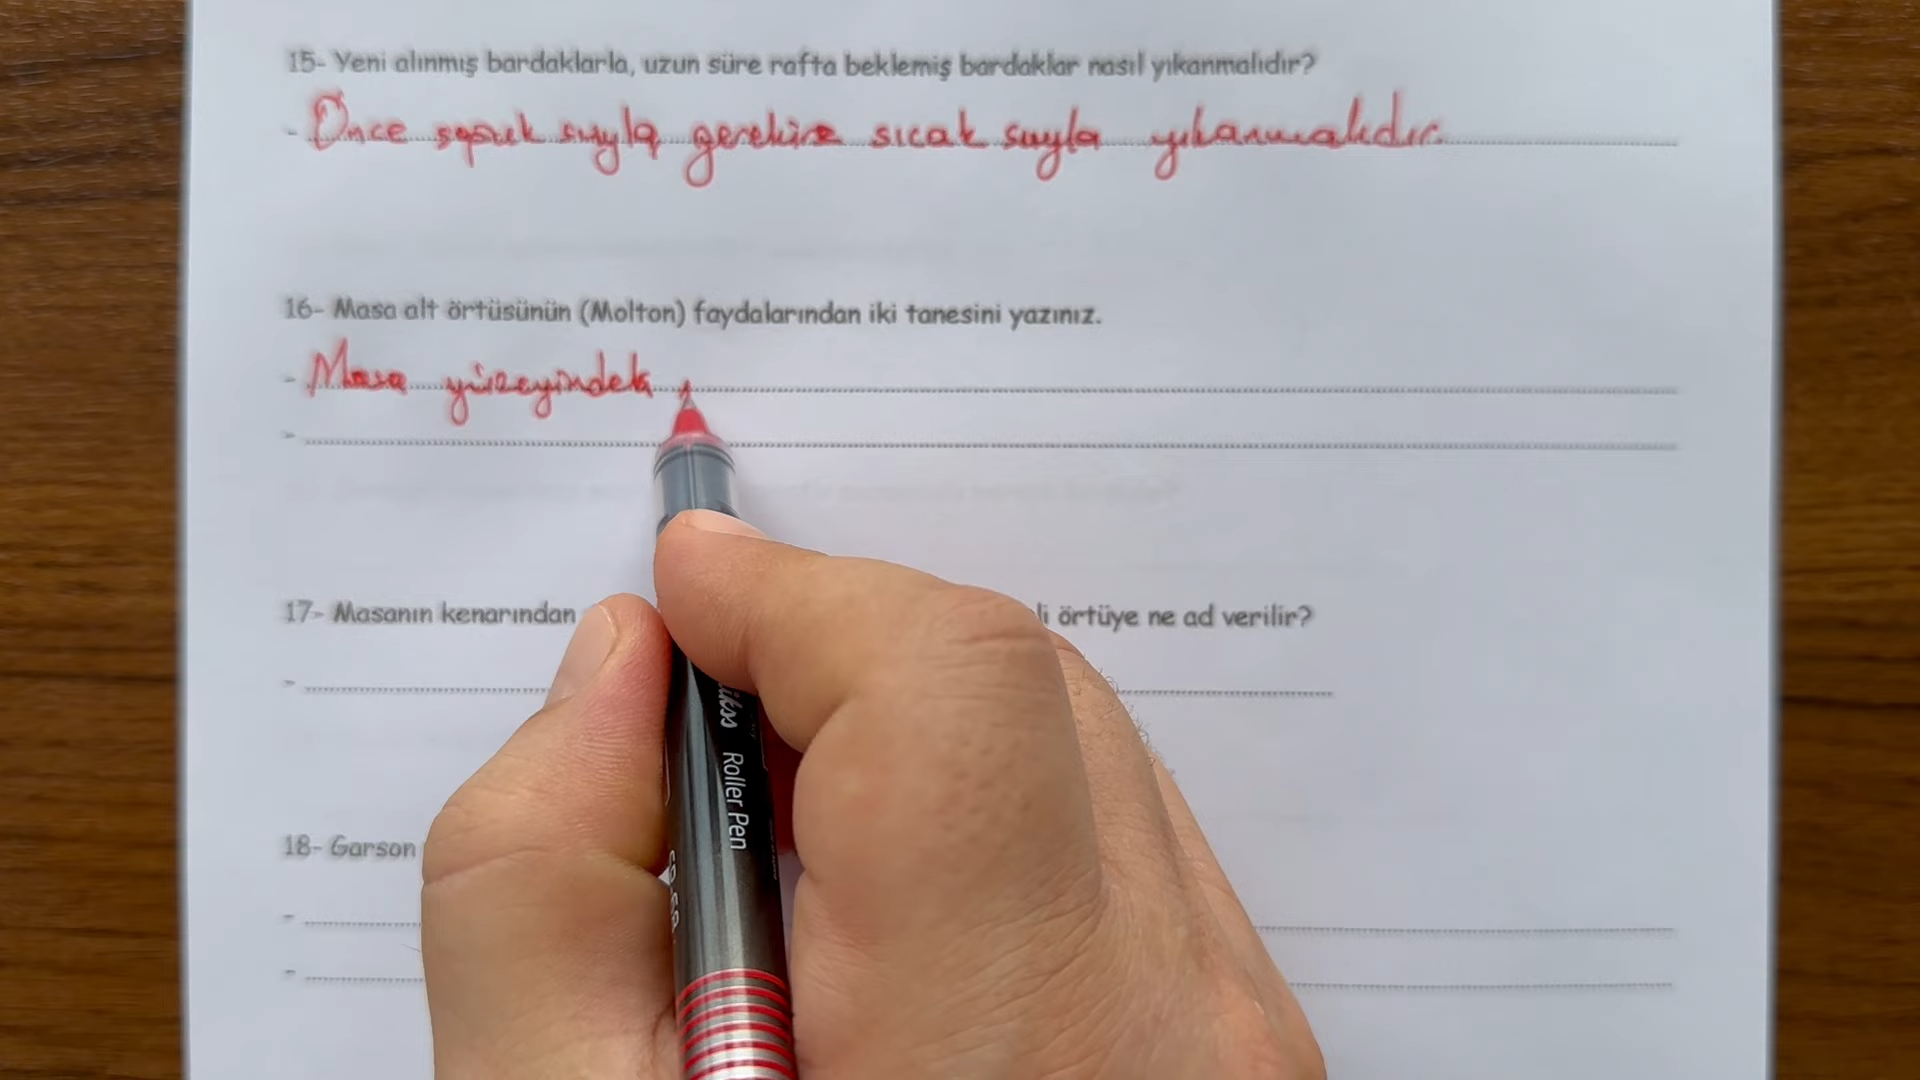 15- Yeni alınmış bardaklarla, uzun süre rafta beklemiş bardaklar nasıl yıkanmalıdır?
- Önce soğuk suyla gerekirse sıcak suyla yıkanmalıdır.
16- Masa alt örtüsünün (Molton) faydalarından iki tanesini yazınız.
- Masa yüzeyindek
-
17- Masanın kenarından li örtüye ne ad verilir?
-
18- Garson
-
-
Roller Pen